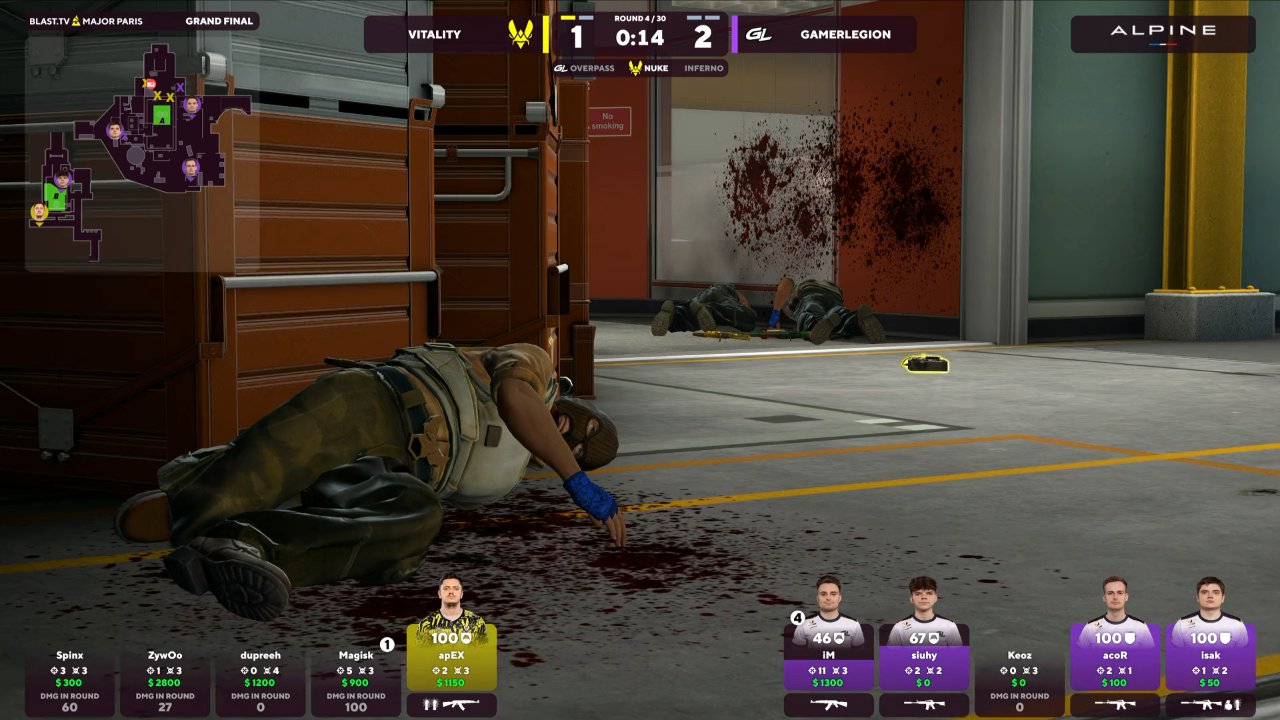 BLAST.TV MAJOR PARIS GRAND FINAL
VITALITY 1 ROUND 4 / 30 0:14 2 GL GAMERLEGION
GL OVERPASS NUKE INFERNO
ALPINE
No smoking
Spinx
3 3
$300
DMG IN ROUND
60
ZywOo
1 3
$2800
DMG IN ROUND
27
dupreeh
0 4
$1200
DMG IN ROUND
0
Magisk
5 3
$900
DMG IN ROUND
100
1
100
apEX
2 3
$1150
4
46
iM
11 3
$1300
67
siuhy
2 2
$0
Keoz
0 3
$0
DMG IN ROUND
0
100
acoR
2 1
$100
100
isak
1 2
$50